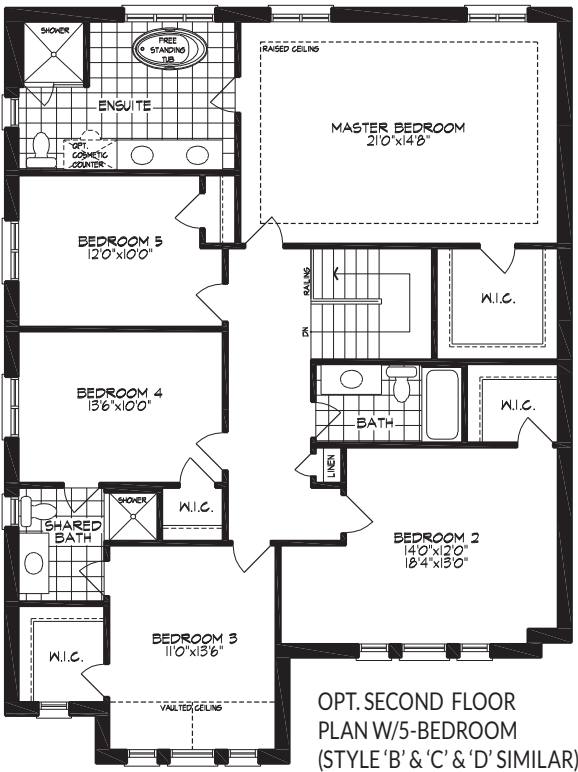 SHOWER
FREE
STANDING
TUB
RAISED CEILING
ENSUITE
MASTER BEDROOM
21'0"x14'8"
OPT.
COSMETIC
COUNTER
BEDROOM 5
12'0"x10'0"
RAILING
DN
W.I.C.
BEDROOM 4
13'6"x10'0"
BATH
W.I.C.
LINEN
SHOWER
W.I.C.
SHARED
BATH
BEDROOM 2
14'0"x12'0"
18'4"x13'0"
BEDROOM 3
11'0"x13'6"
W.I.C.
VAULTED CEILING
OPT. SECOND FLOOR
PLAN W/5-BEDROOM
(STYLE 'B' & 'C' & 'D' SIMILAR)